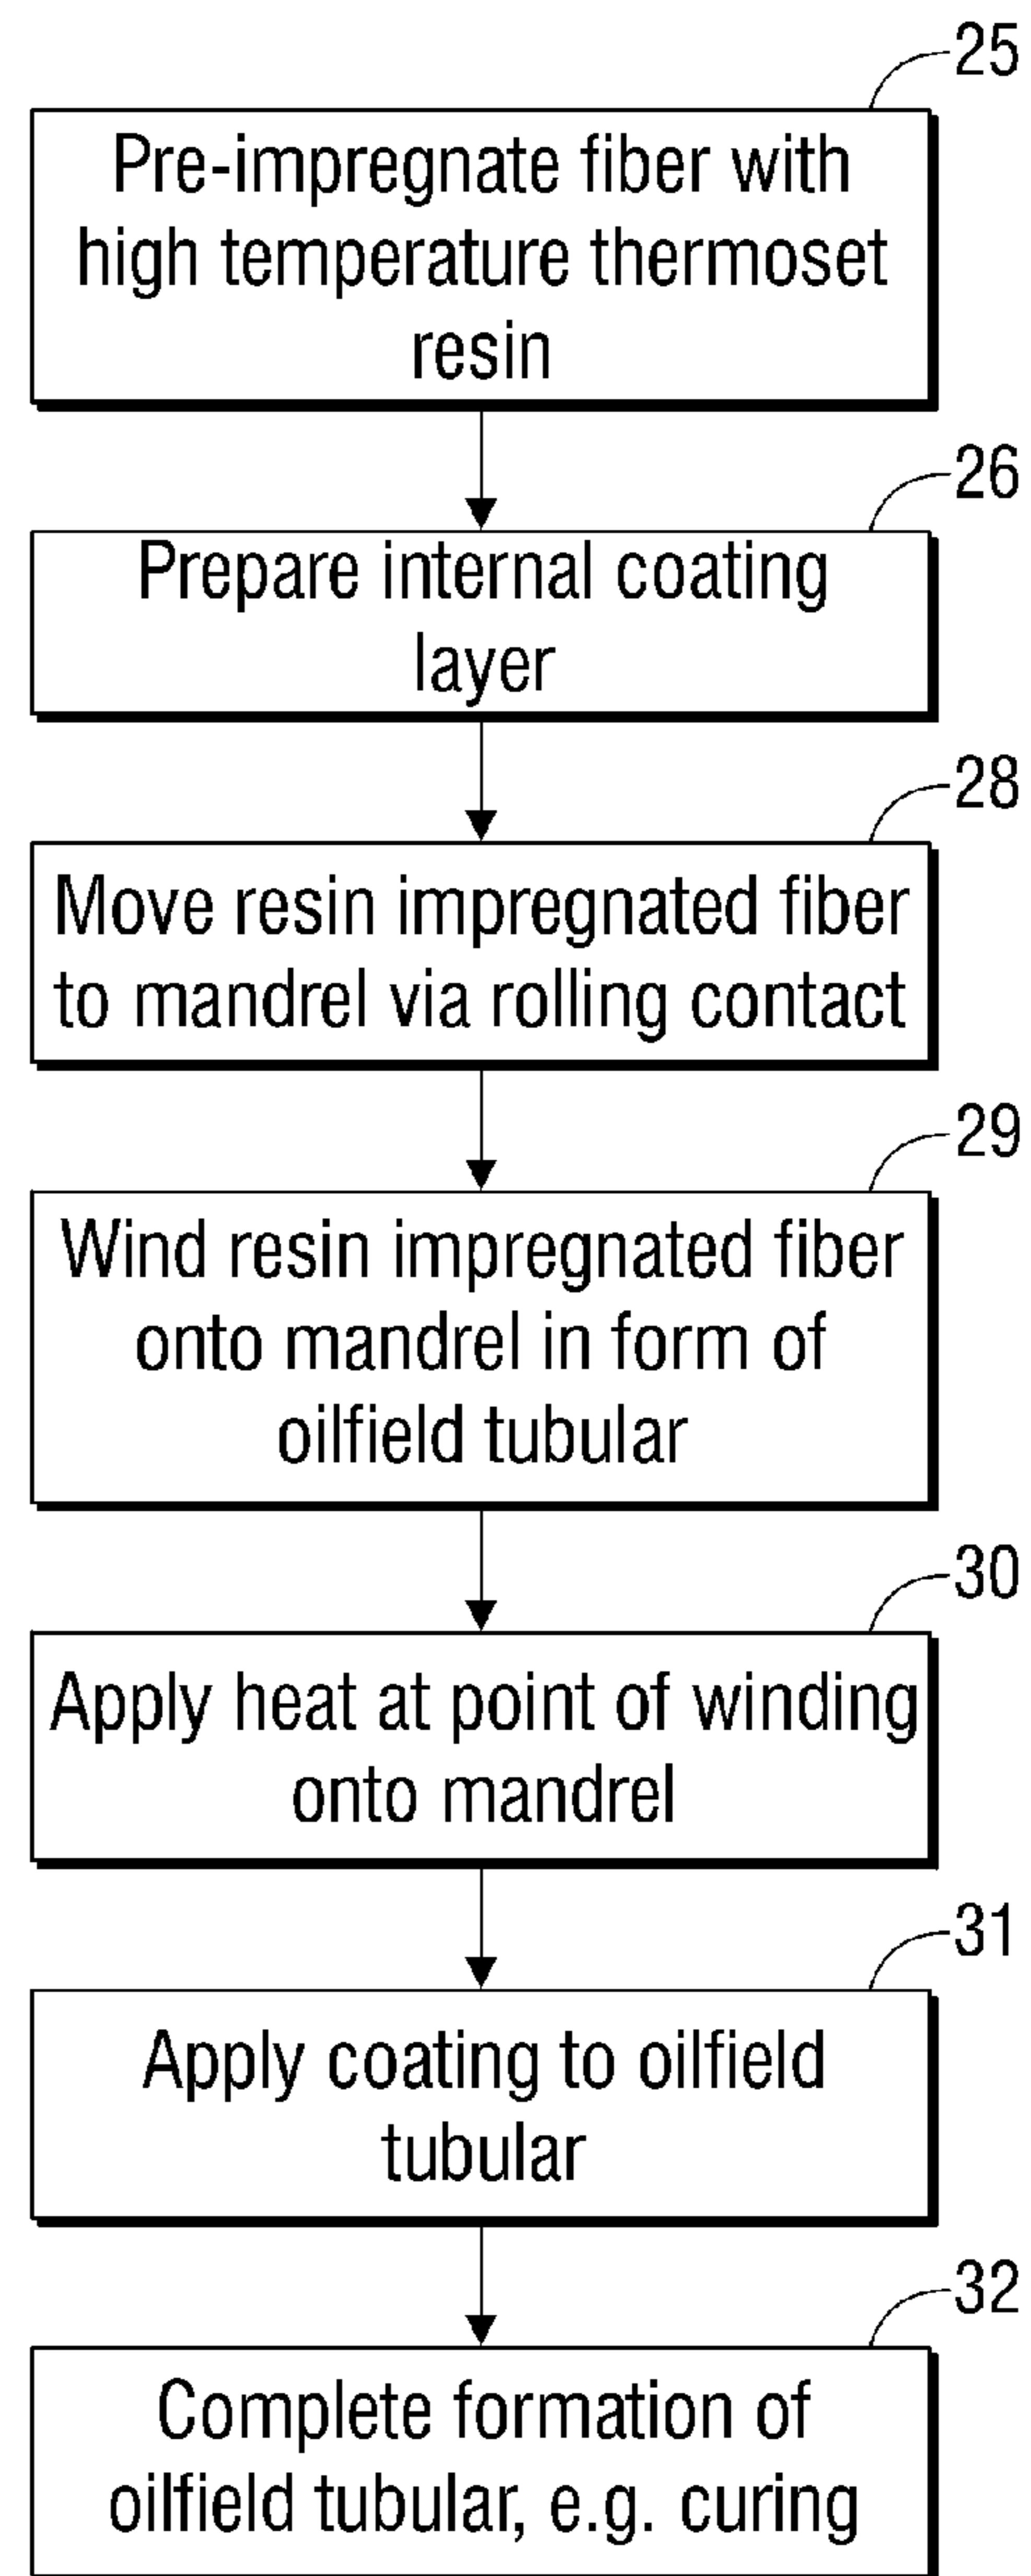 25
Pre-impregnate fiber with
high temperature thermoset
resin
26
Prepare internal coating
layer
28
Move resin impregnated fiber
to mandrel via rolling contact
29
Wind resin impregnated fiber
onto mandrel in form of
oilfield tubular
30
Apply heat at point of winding
onto mandrel
31
Apply coating to oilfield
tubular
32
Complete formation of
oilfield tubular, e.g. curing